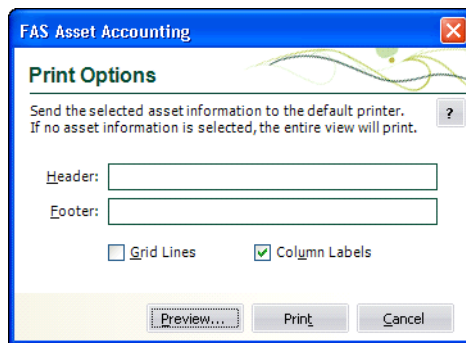 FAS Asset Accounting
Print Options
Send the selected asset information to the default printer.
If no asset information is selected, the entire view will print.
?
Header:
Footer:
Grid Lines
Column Labels
Preview...
Print
Cancel